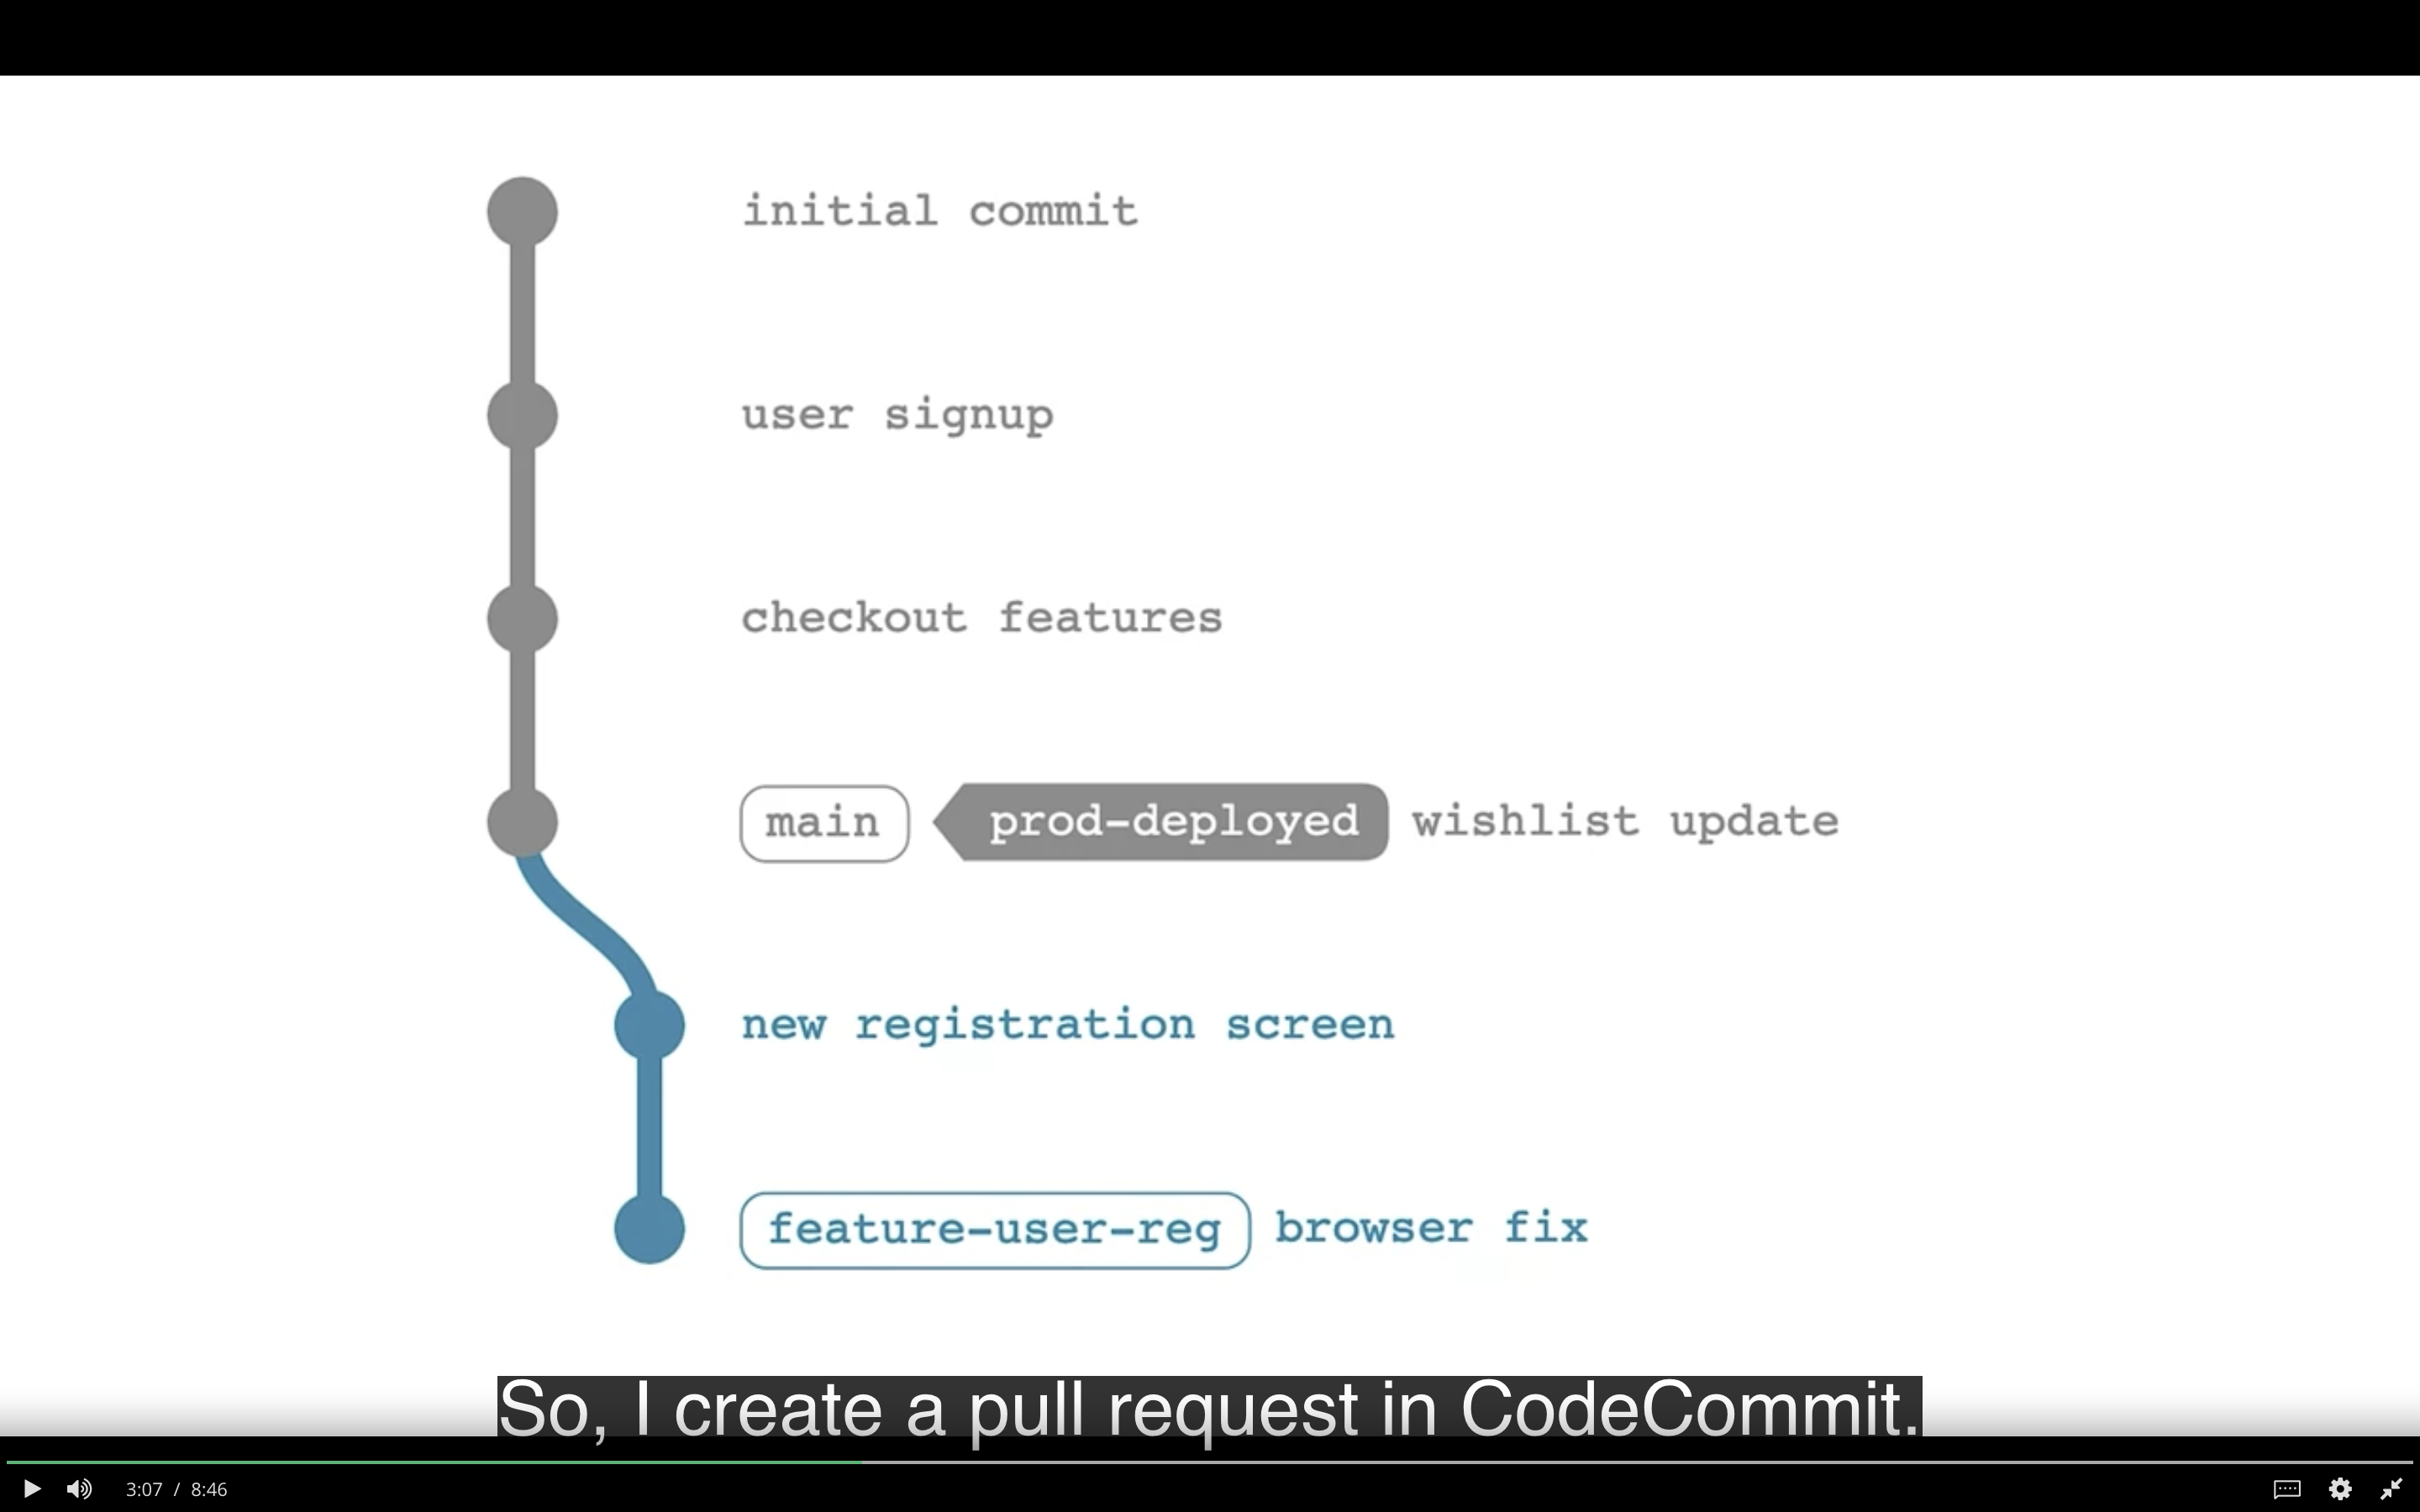 initial commit
user signup
checkout features
main prod-deployed wishlist update
new registration screen
feature-user-reg browser fix
So, I create a pull request in CodeCommit.
3:07 / 8:46